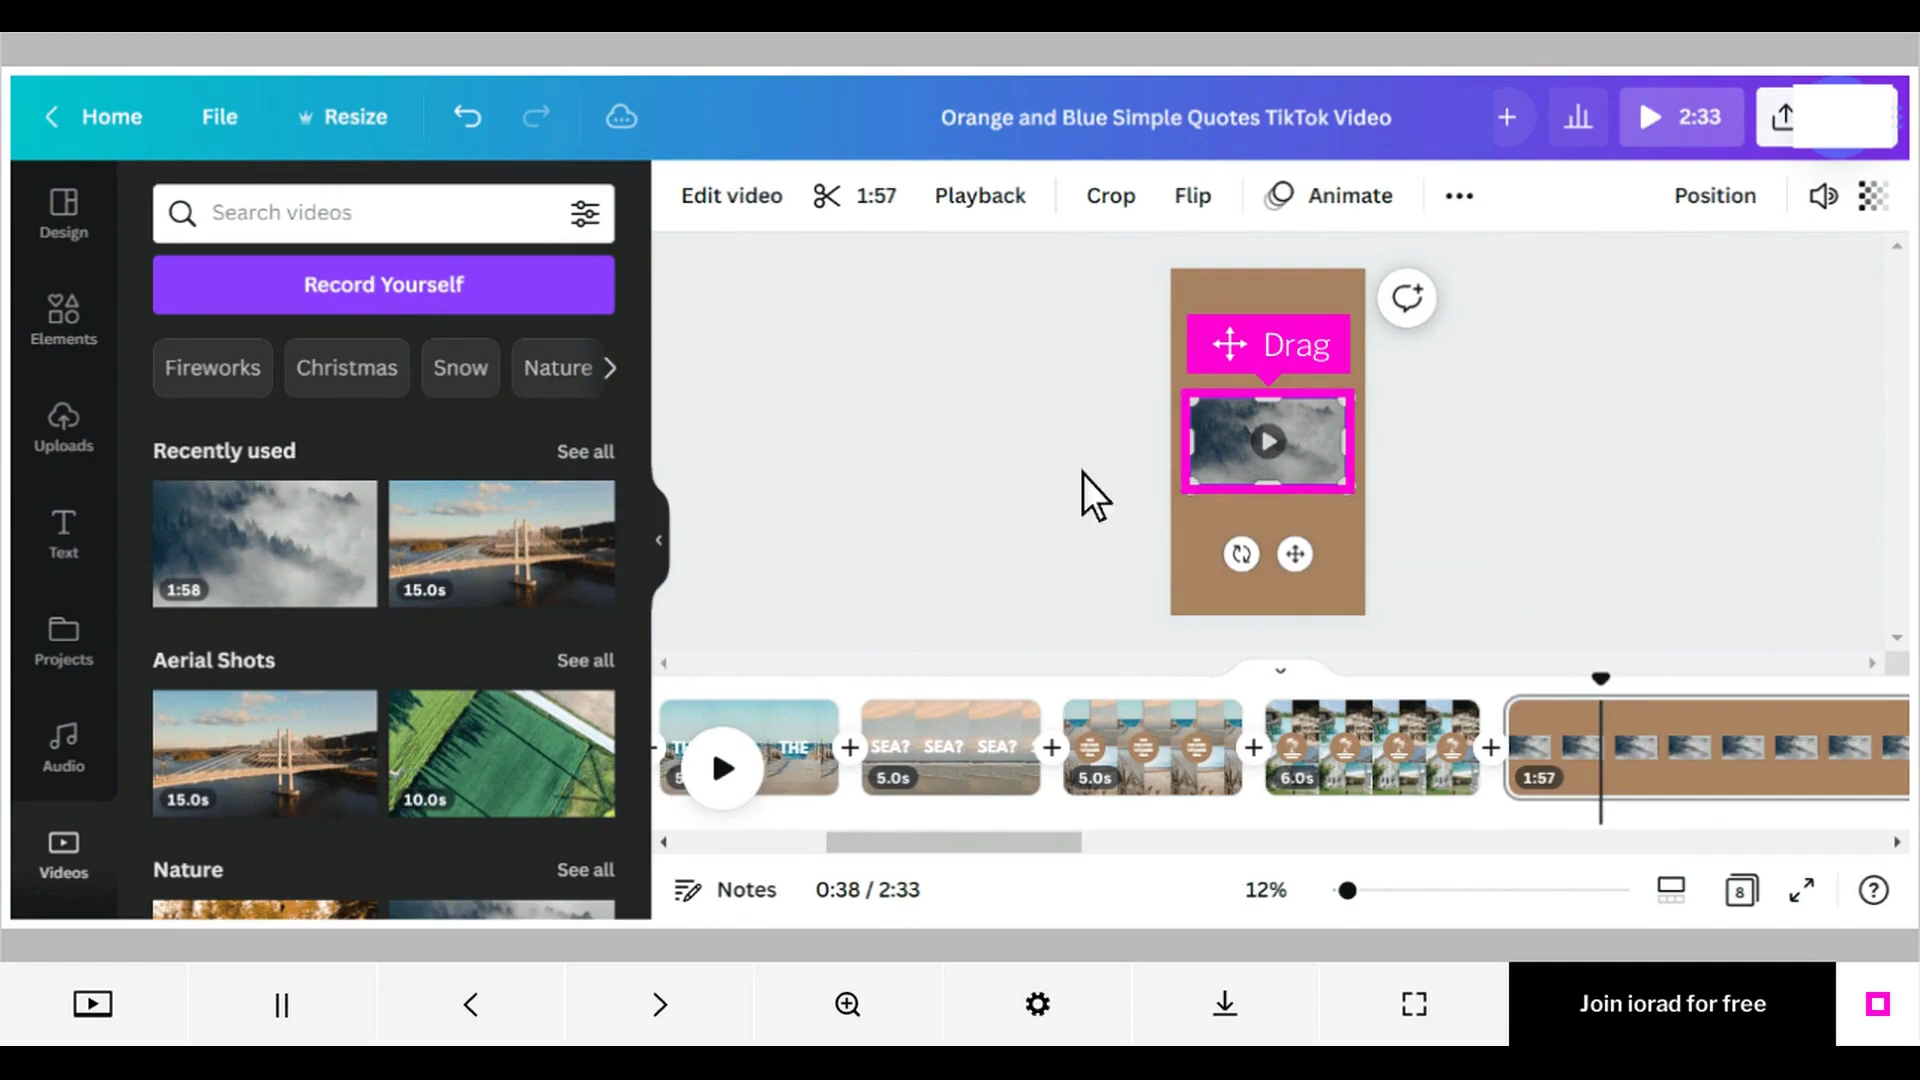 Home File Resize Orange and Blue Simple Quotes TikTok Video 2:33
Edit video 1:57 Playback Crop Flip Animate Position
Design
Elements
Uploads
Text
Projects
Audio
Videos
Search videos
Record Yourself
Fireworks Christmas Snow Nature
Recently used See all
1:58 15.0s
Aerial Shots See all
15.0s 10.0s
Nature See all
Drag
THE
SEA? SEA? SEA?
5.0s 5.0s 6.0s 1:57
Notes 0:38 / 2:33 12% 8
Join iorad for free